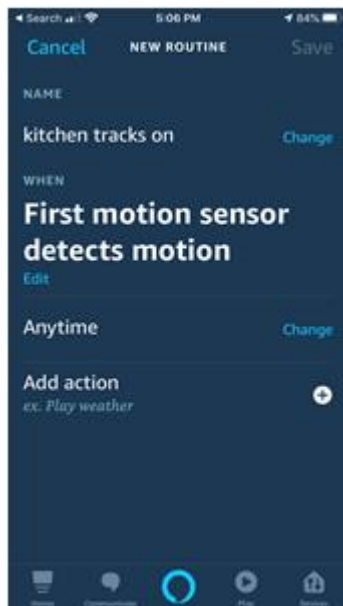 Search
5:06 PM
84%
Cancel
NEW ROUTINE
Save
NAME
kitchen tracks on
Change
WHEN
First motion sensor
detects motion
Edit
Anytime
Change
Add action
ex. Play weather
Play